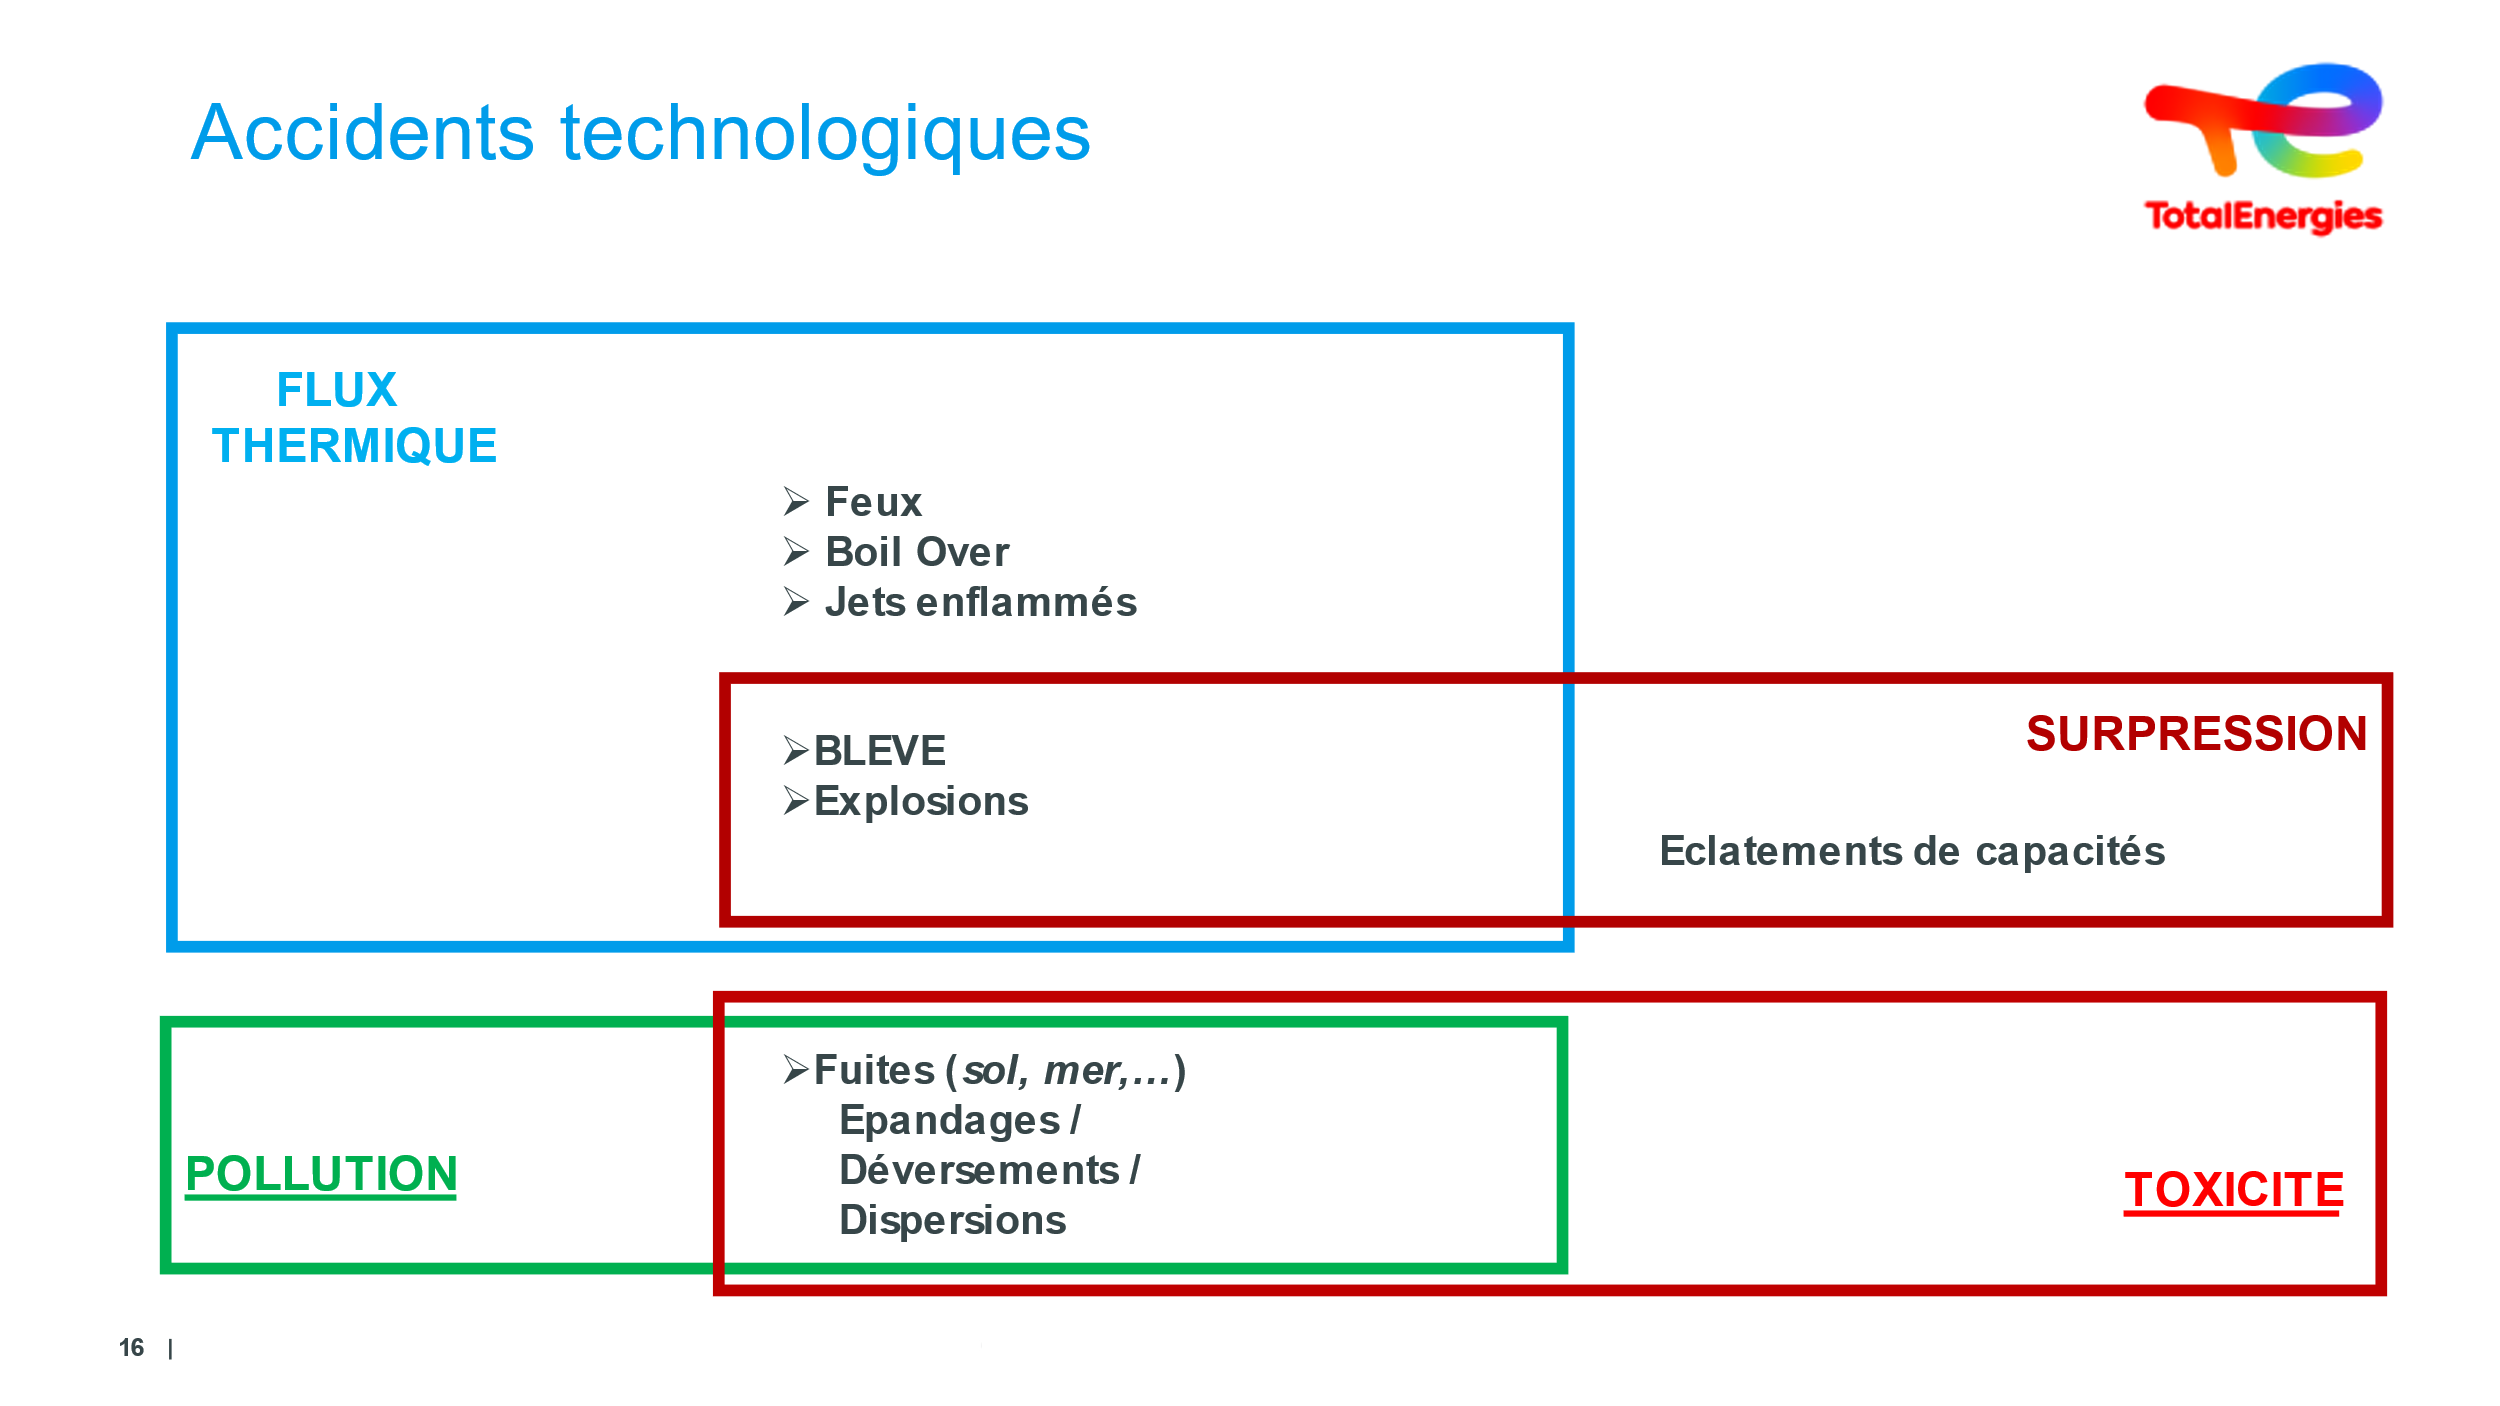 Accidents technologiques
TotalEnergies
FLUX
THERMIQUE
➢ Feux
➢ Boil Over
➢ Jets enflammés
➢BLEVE
➢Explosions
SURPRESSION
Eclatements de capacités
➢Fuites (sol, mer,…)
Epandages /
Déversements /
Dispersions
POLLUTION
TOXICITE
16 |